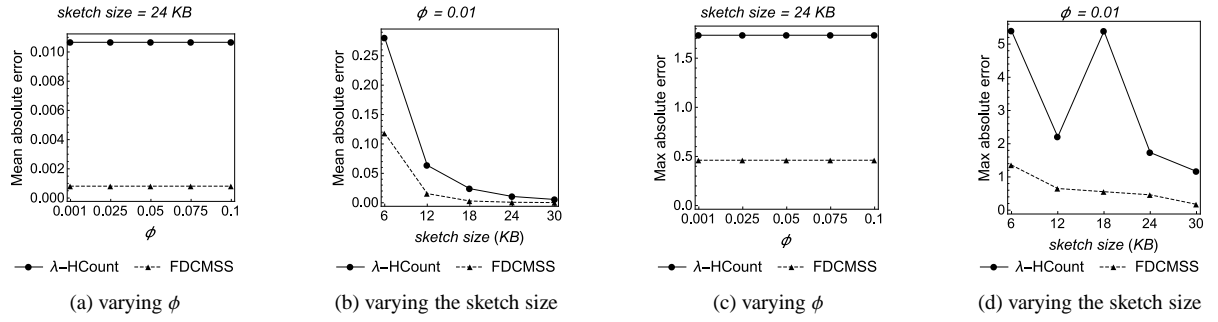 sketch size = 24 KB
Mean absolute error
0.010
0.008
0.006
0.004
0.002
0.000
0.001 0.025 0.05 0.075 0.1
ϕ
λ−HCount FDCMSS
(a) varying ϕ
ϕ = 0.01
Mean absolute error
0.25
0.20
0.15
0.10
0.05
0.00
6 12 18 24 30
sketch size (KB)
λ−HCount FDCMSS
(b) varying the sketch size
sketch size = 24 KB
Max absolute error
1.5
1.0
0.5
0.0
0.001 0.025 0.05 0.075 0.1
ϕ
λ−HCount FDCMSS
(c) varying ϕ
ϕ = 0.01
Max absolute error
5
4
3
2
1
0
6 12 18 24 30
sketch size (KB)
λ−HCount FDCMSS
(d) varying the sketch size